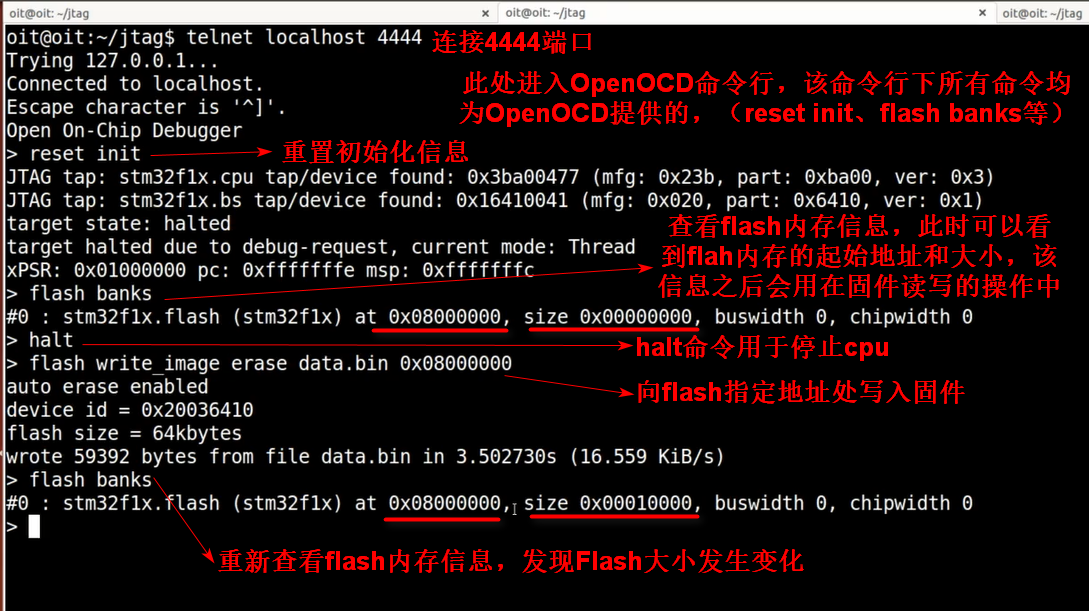 oit@oit: ~/jtag × oit@oit: ~/jtag × oit@oit: ~/jtag
oit@oit:~/jtag$ telnet localhost 4444 连接4444端口
Trying 127.0.0.1...
Connected to localhost.
此处进入OpenOCD命令行，该命令行下所有命令均
为OpenOCD提供的，（reset init、flash banks等）
Escape character is '^]'.
Open On-Chip Debugger
> reset init 重置初始化信息
JTAG tap: stm32f1x.cpu tap/device found: 0x3ba00477 (mfg: 0x23b, part: 0xba00, ver: 0x3)
JTAG tap: stm32f1x.bs tap/device found: 0x16410041 (mfg: 0x020, part: 0x6410, ver: 0x1)
target state: halted
target halted due to debug-request, current mode: Thread
xPSR: 0x01000000 pc: 0xfffffffe msp: 0xfffffffc
查看flash内存信息，此时可以看
到flah内存的起始地址和大小，该
信息之后会用在固件读写的操作中
> flash banks
#0 : stm32f1x.flash (stm32f1x) at 0x08000000, size 0x00000000, buswidth 0, chipwidth 0
> halt
halt命令用于停止cpu
> flash write_image erase data.bin 0x08000000
向flash指定地址处写入固件
auto erase enabled
device id = 0x20036410
flash size = 64kbytes
wrote 59392 bytes from file data.bin in 3.502730s (16.559 KiB/s)
> flash banks
#0 : stm32f1x.flash (stm32f1x) at 0x08000000, size 0x00010000, buswidth 0, chipwidth 0
>
重新查看flash内存信息，发现Flash大小发生变化